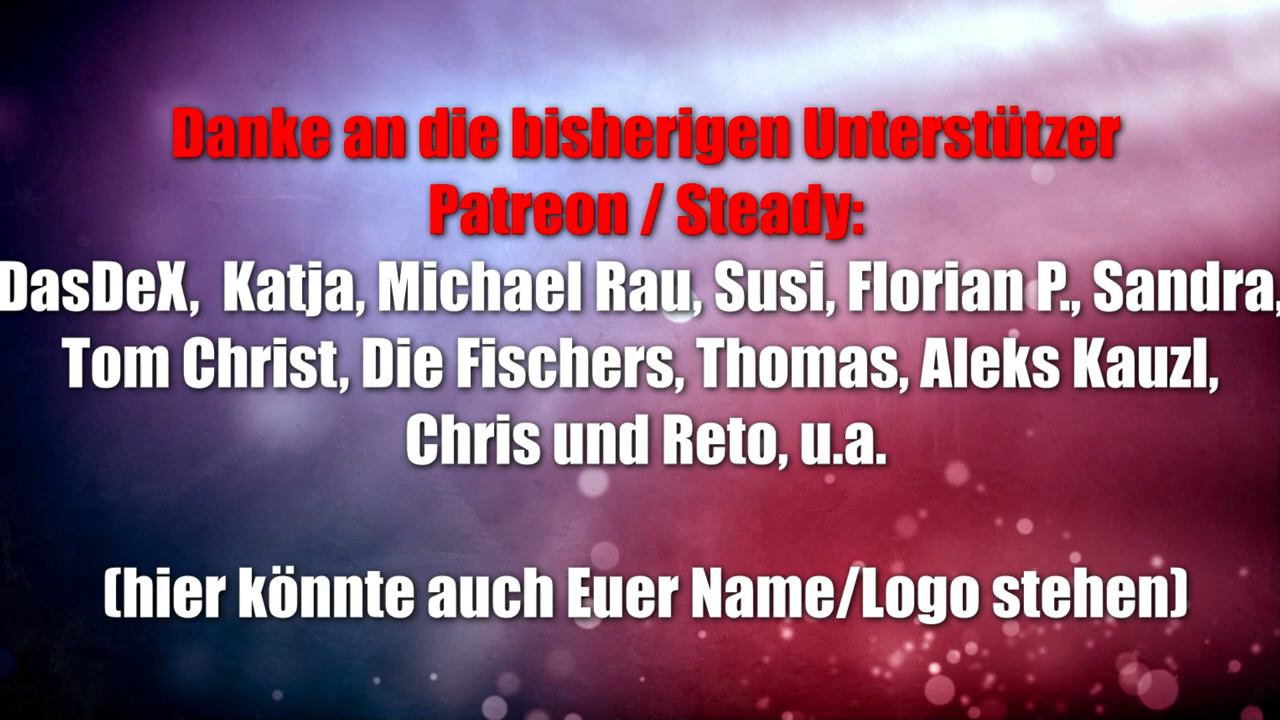 Danke an die bisherigen Unterstützer
Patreon / Steady:
DasDeX,  Katja, Michael Rau, Susi, Florian P., Sandra,
Tom Christ, Die Fischers, Thomas, Aleks Kauzl,
Chris und Reto, u.a.
(hier könnte auch Euer Name/Logo stehen)